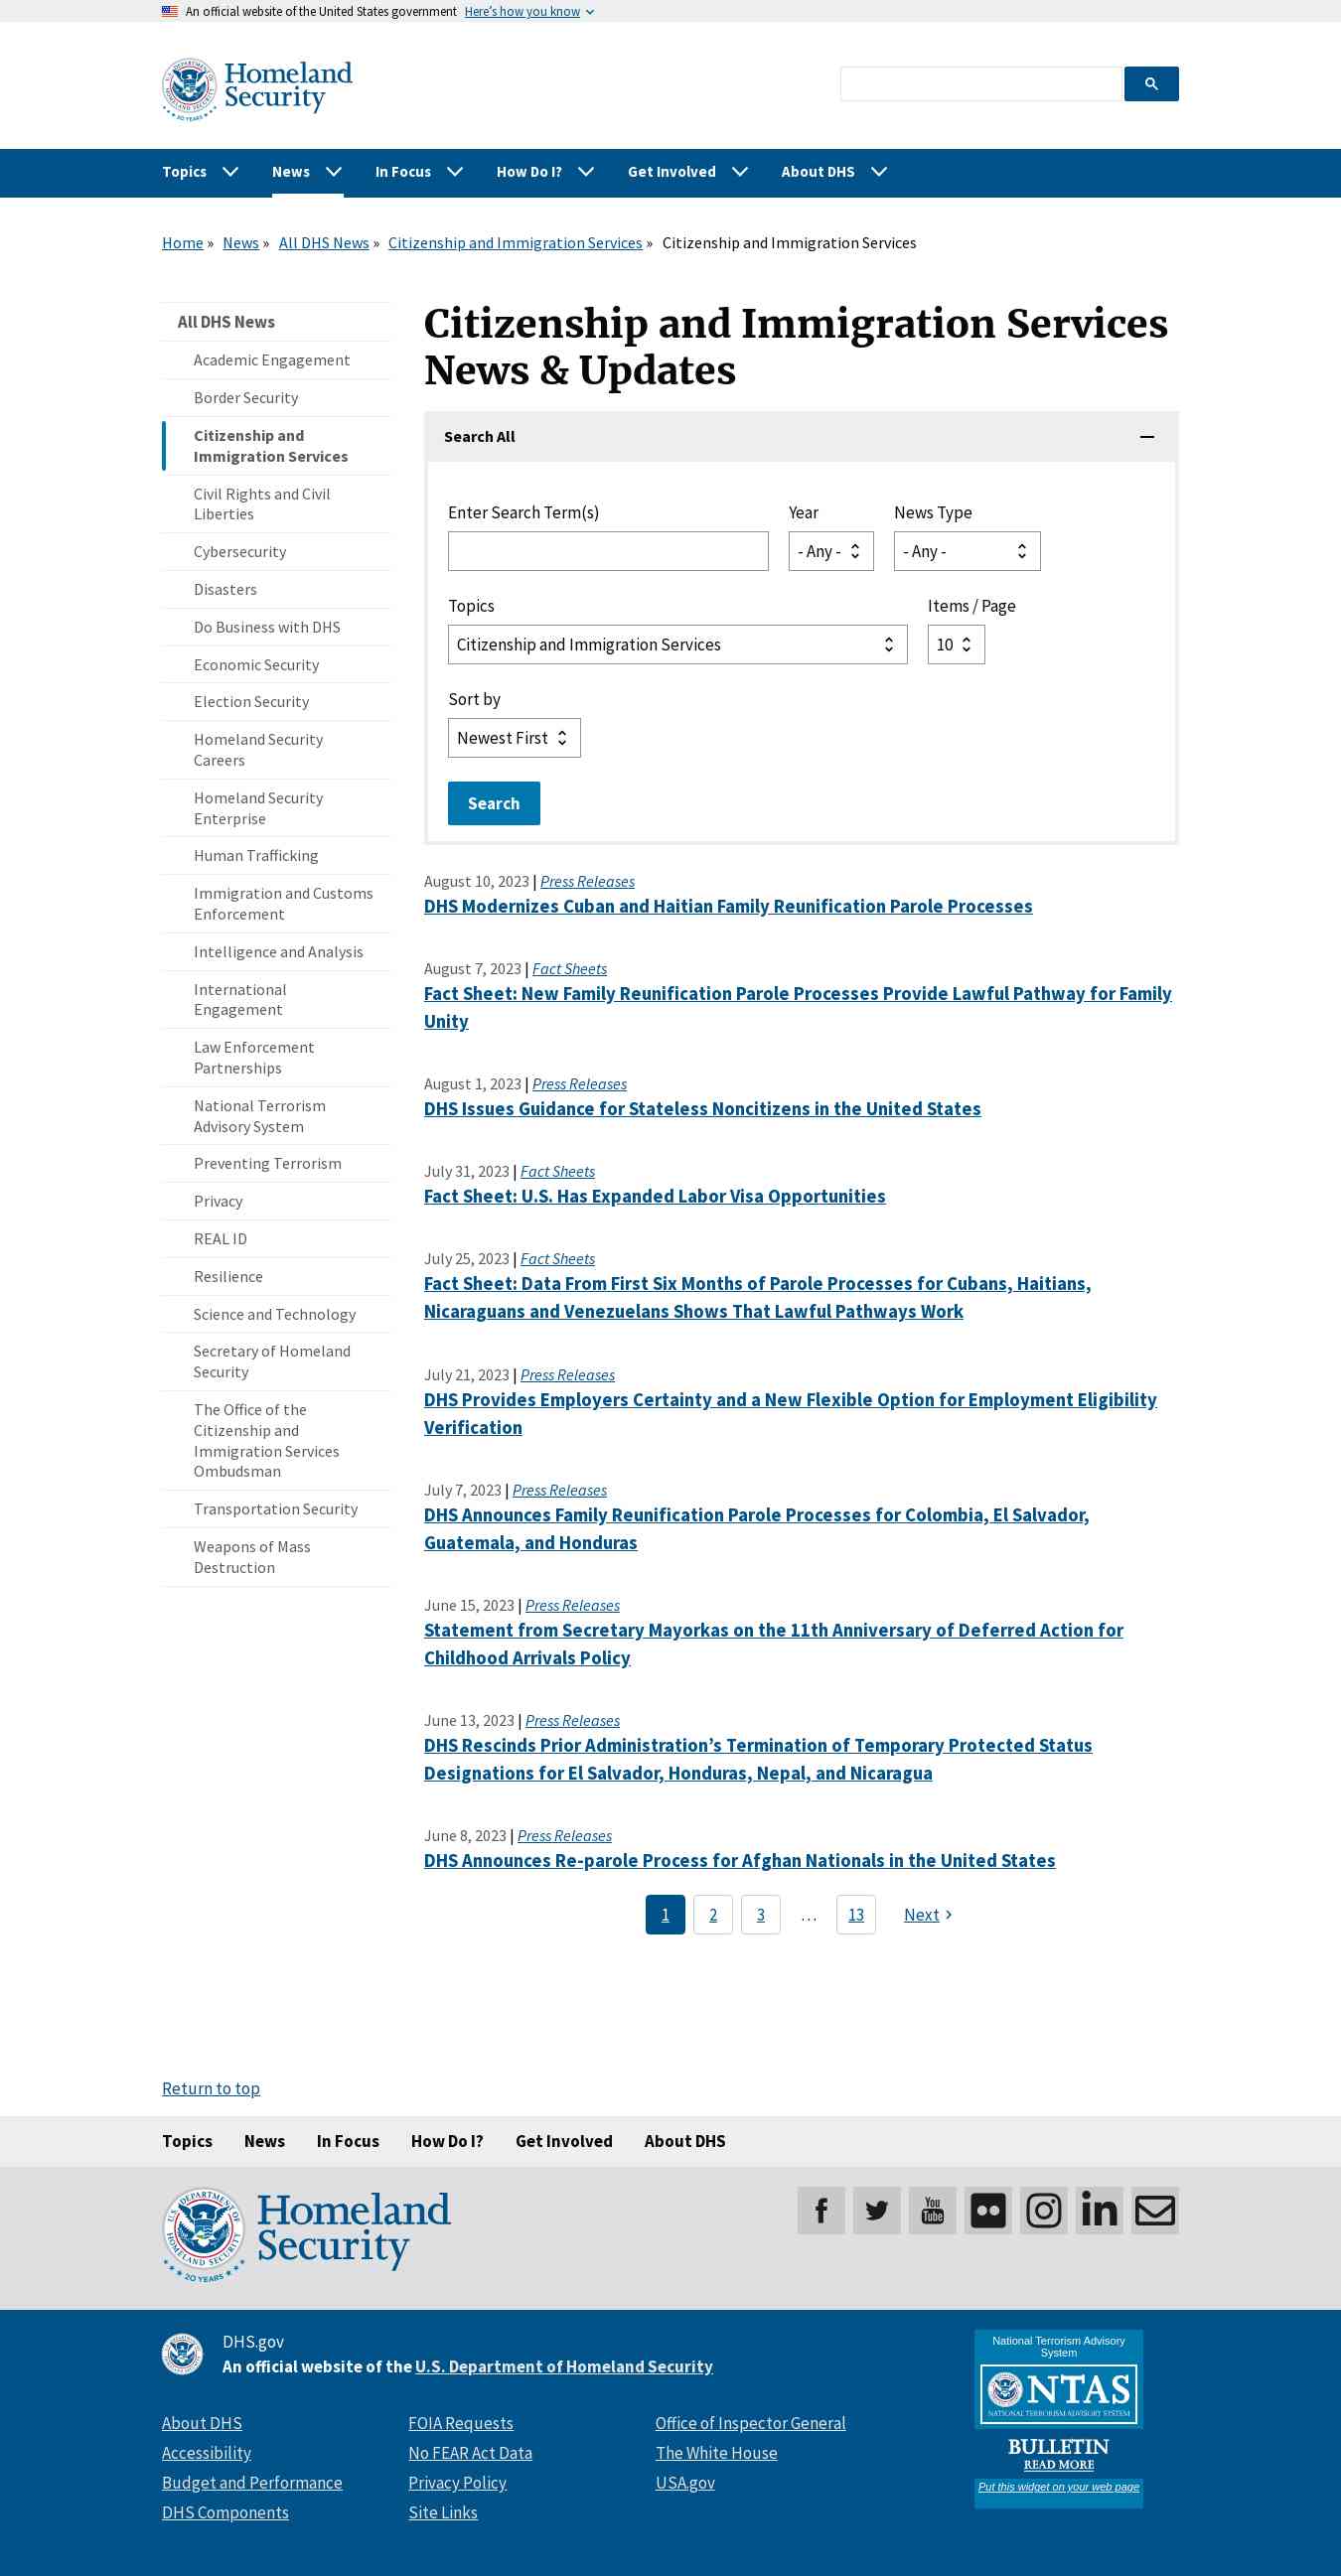 An official website of the United States government Here's how you know
U.S. DEPARTMENT OF HOMELAND SECURITY
20 YEARS
Homeland
Security
Topics News In Focus How Do I? Get Involved About DHS
Home » News » All DHS News » Citizenship and Immigration Services » Citizenship and Immigration Services
All DHS News
Academic Engagement
Border Security
Citizenship and
Immigration Services
Civil Rights and Civil
Liberties
Cybersecurity
Disasters
Do Business with DHS
Economic Security
Election Security
Homeland Security
Careers
Homeland Security
Enterprise
Human Trafficking
Immigration and Customs
Enforcement
Intelligence and Analysis
International
Engagement
Law Enforcement
Partnerships
National Terrorism
Advisory System
Preventing Terrorism
Privacy
REAL ID
Resilience
Science and Technology
Secretary of Homeland
Security
The Office of the
Citizenship and
Immigration Services
Ombudsman
Transportation Security
Weapons of Mass
Destruction
Citizenship and Immigration Services
News & Updates
Search All
Enter Search Term(s) Year News Type
- Any - - Any -
Topics Items / Page
Citizenship and Immigration Services 10
Sort by
Newest First
Search
August 10, 2023 | Press Releases
DHS Modernizes Cuban and Haitian Family Reunification Parole Processes
August 7, 2023 | Fact Sheets
Fact Sheet: New Family Reunification Parole Processes Provide Lawful Pathway for Family
Unity
August 1, 2023 | Press Releases
DHS Issues Guidance for Stateless Noncitizens in the United States
July 31, 2023 | Fact Sheets
Fact Sheet: U.S. Has Expanded Labor Visa Opportunities
July 25, 2023 | Fact Sheets
Fact Sheet: Data From First Six Months of Parole Processes for Cubans, Haitians,
Nicaraguans and Venezuelans Shows That Lawful Pathways Work
July 21, 2023 | Press Releases
DHS Provides Employers Certainty and a New Flexible Option for Employment Eligibility
Verification
July 7, 2023 | Press Releases
DHS Announces Family Reunification Parole Processes for Colombia, El Salvador,
Guatemala, and Honduras
June 15, 2023 | Press Releases
Statement from Secretary Mayorkas on the 11th Anniversary of Deferred Action for
Childhood Arrivals Policy
June 13, 2023 | Press Releases
DHS Rescinds Prior Administration’s Termination of Temporary Protected Status
Designations for El Salvador, Honduras, Nepal, and Nicaragua
June 8, 2023 | Press Releases
DHS Announces Re-parole Process for Afghan Nationals in the United States
1 2 3 … 13 Next
Return to top
Topics News In Focus How Do I? Get Involved About DHS
U.S. DEPARTMENT OF HOMELAND SECURITY
20 YEARS
Homeland
Security
You
Tube
DHS.gov
An official website of the U.S. Department of Homeland Security
About DHS
Accessibility
Budget and Performance
DHS Components
FOIA Requests
No FEAR Act Data
Privacy Policy
Site Links
Office of Inspector General
The White House
USA.gov
National Terrorism Advisory
System
NTAS
NATIONAL TERRORISM ADVISORY SYSTEM
BULLETIN
READ MORE
Put this widget on your web page